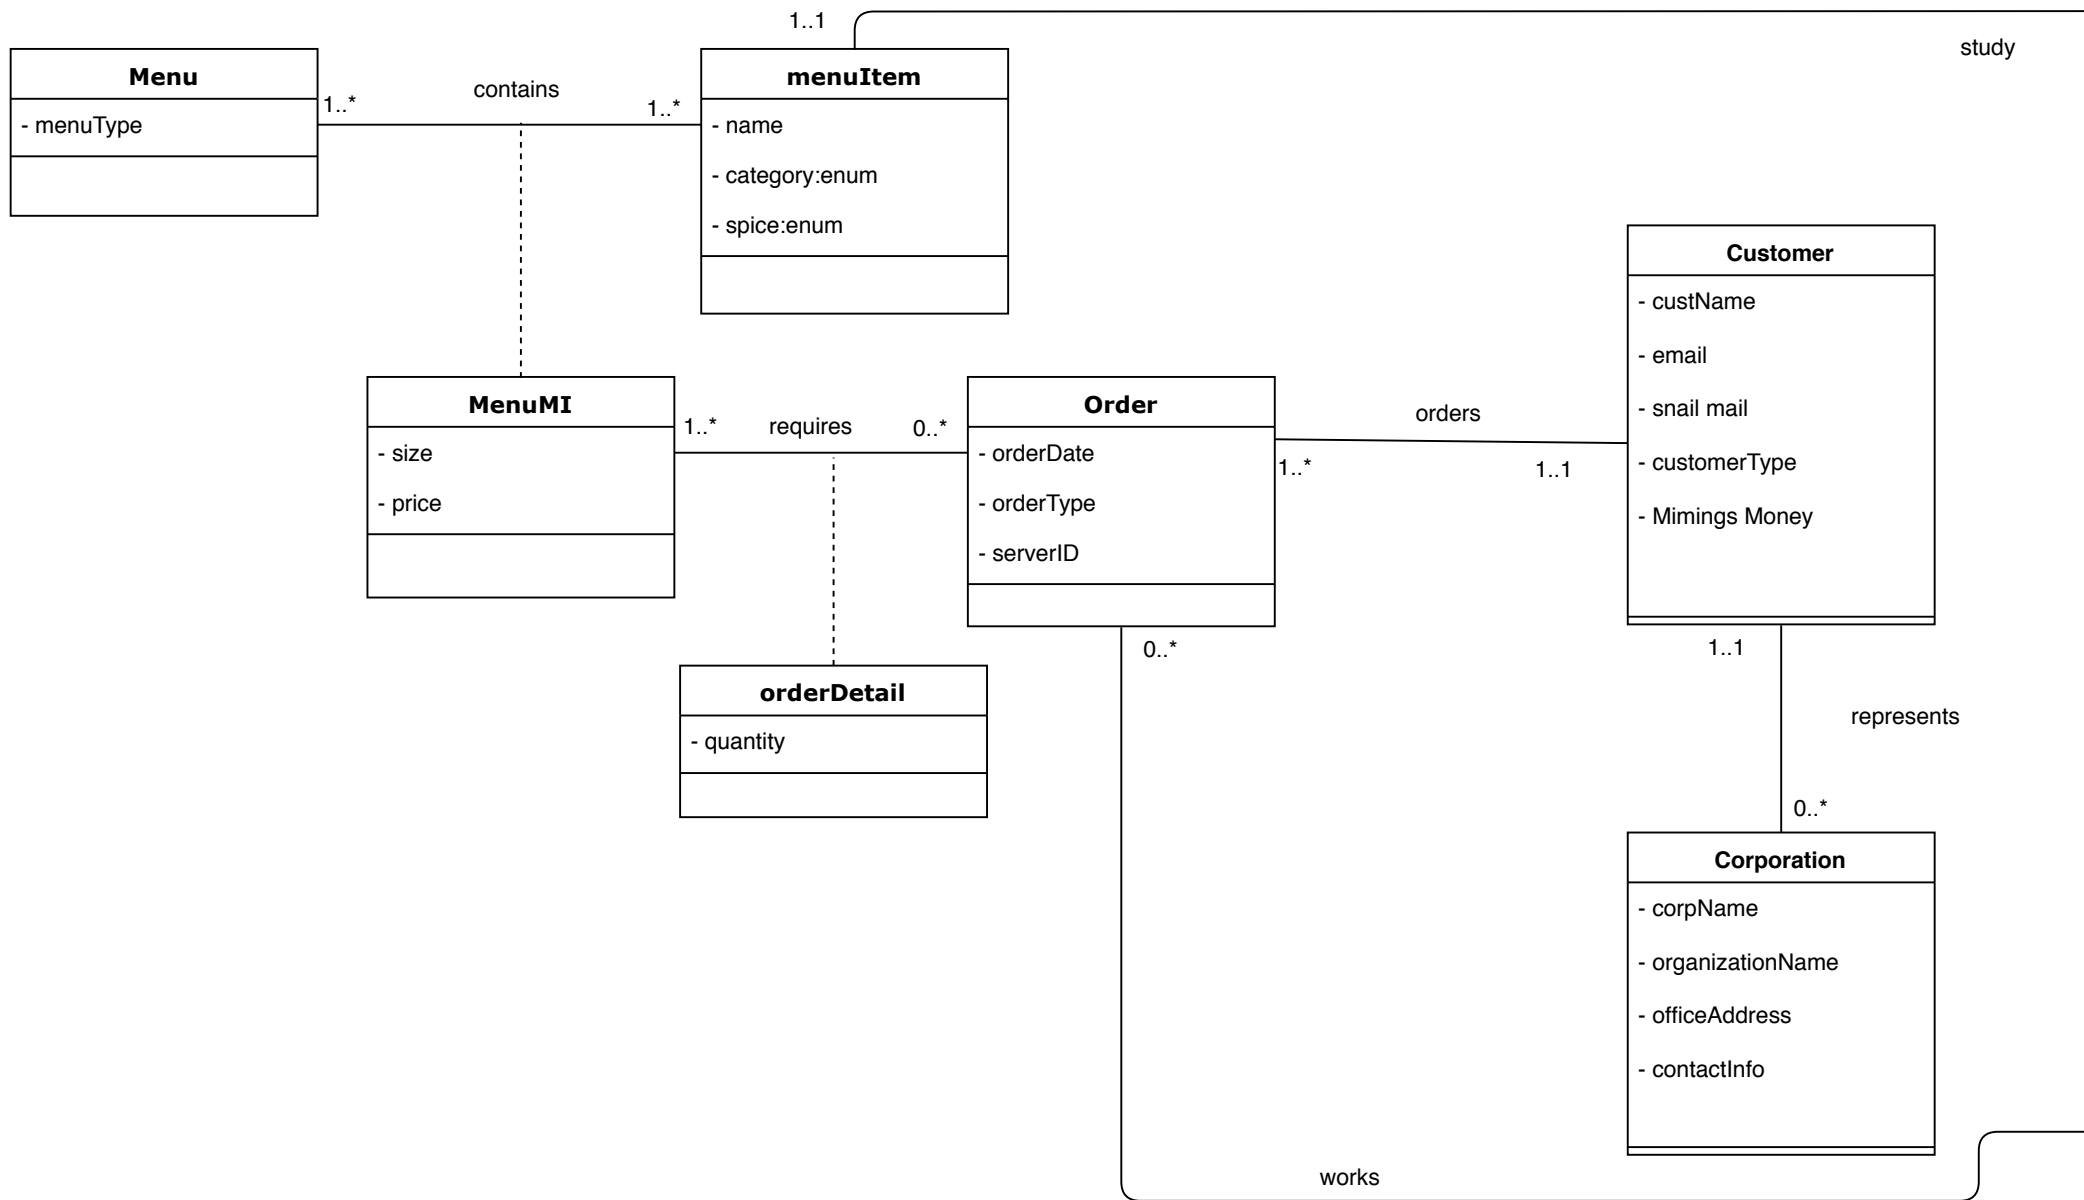 1..1
study
Menu
- menuType
1..*
contains
1..*
menuItem
- name
- category:enum
- spice:enum
Customer
- custName
- email
- snail mail
- customerType
- Mimings Money
MenuMI
- size
- price
1..*
requires
0..*
Order
- orderDate
- orderType
- serverID
orders
1..*
1..1
0..*
1..1
orderDetail
- quantity
represents
0..*
Corporation
- corpName
- organizationName
- officeAddress
- contactInfo
works